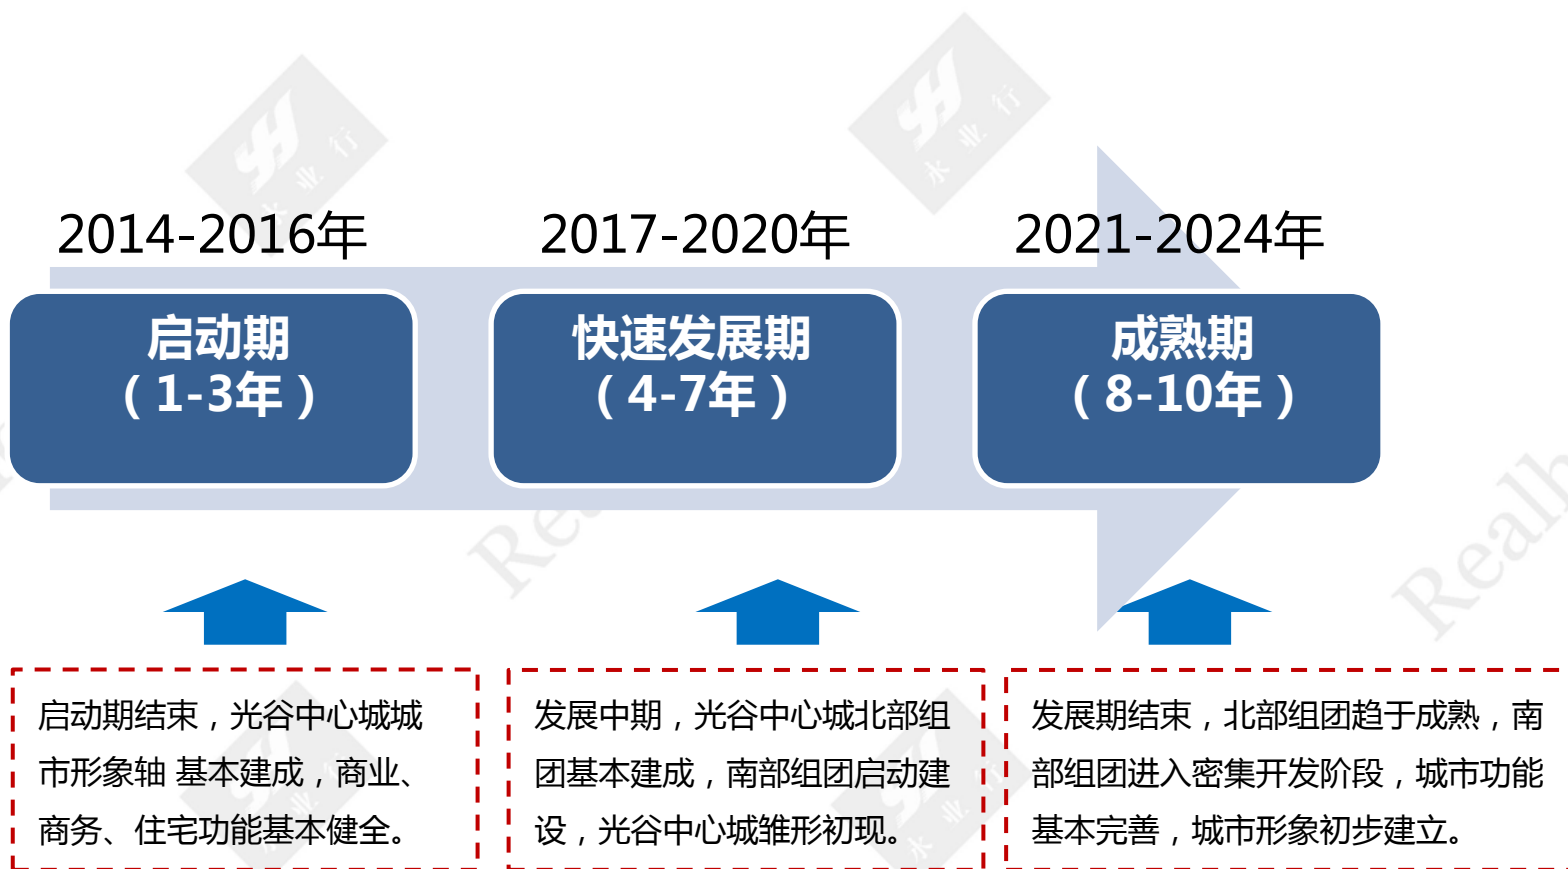 永业行
永业行
2014-2016年
2017-2020年
2021-2024年
启动期
（1-3年）
快速发展期
（4-7年）
成熟期
（8-10年）
启动期结束，光谷中心城城
市形象轴 基本建成，商业、
商务、住宅功能基本健全。
发展中期，光谷中心城北部组
团基本建成，南部组团启动建
设，光谷中心城雏形初现。
发展期结束，北部组团趋于成熟，南
部组团进入密集开发阶段，城市功能
基本完善，城市形象初步建立。